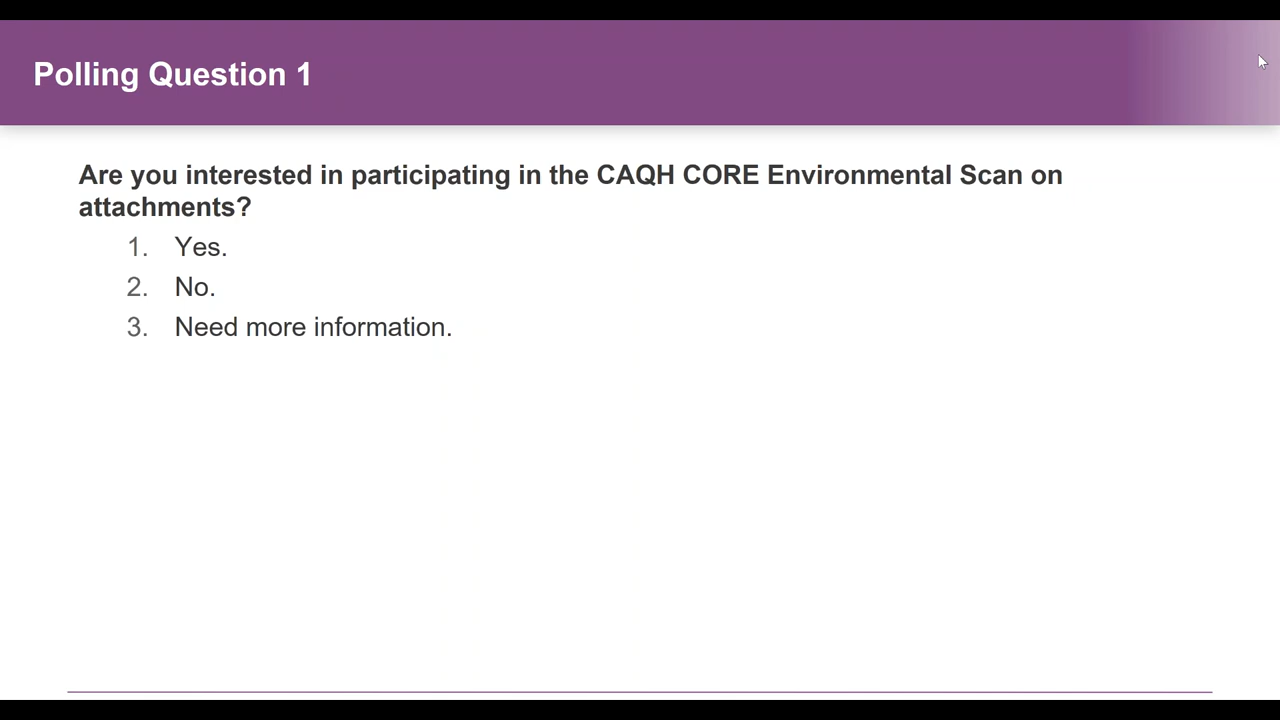 Polling Question 1
Are you interested in participating in the CAQH CORE Environmental Scan on
attachments?
1. Yes.
2. No.
3. Need more information.